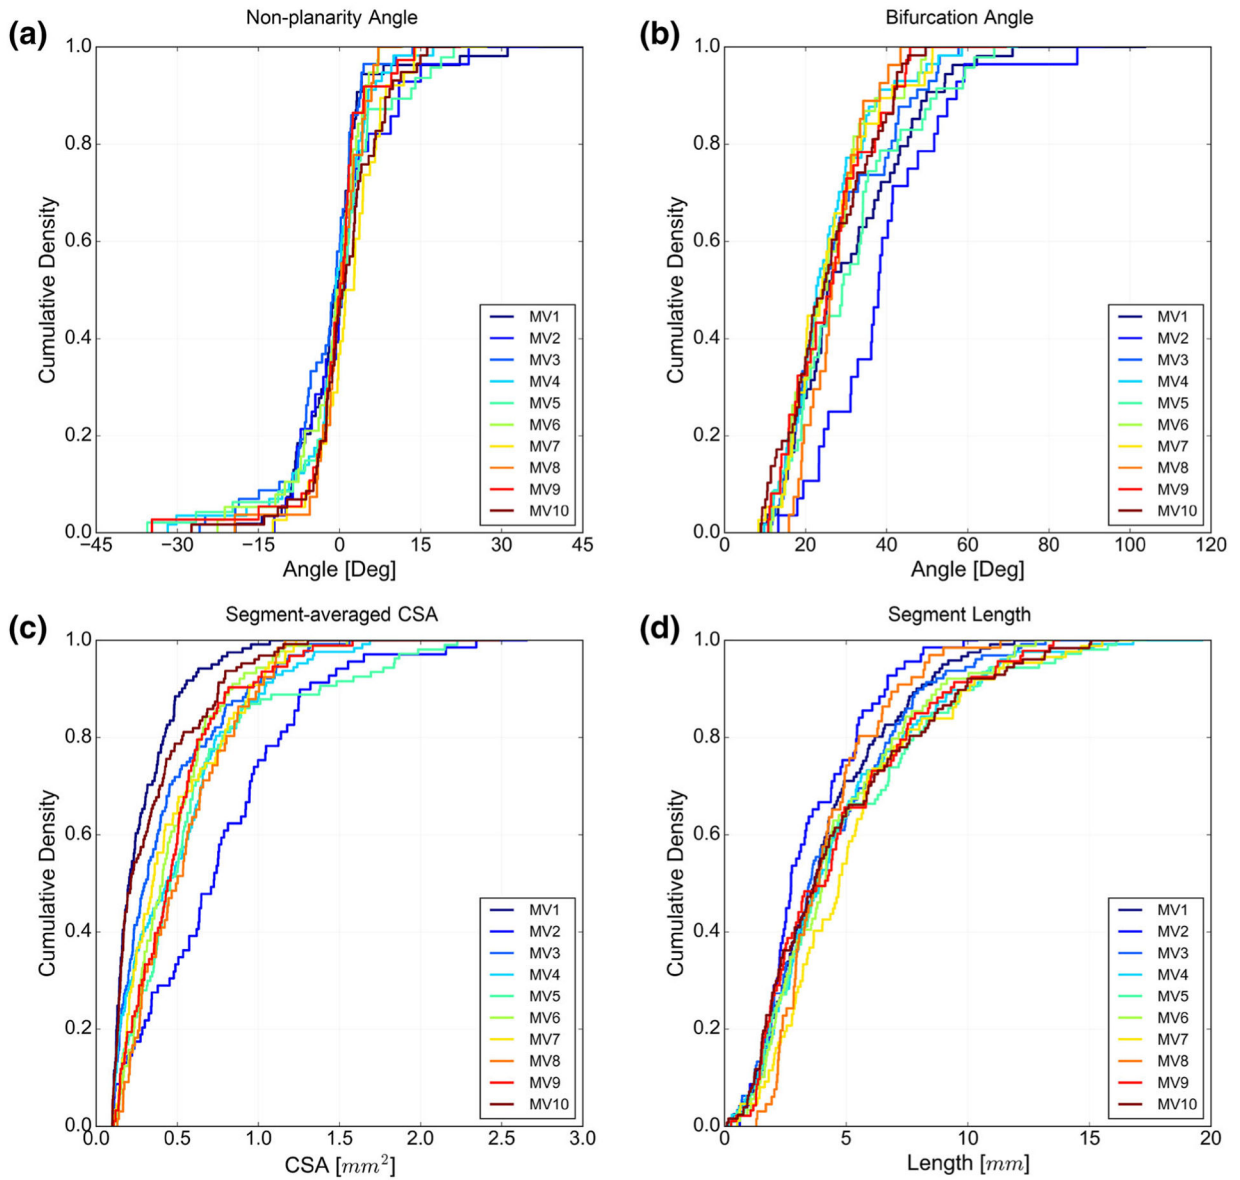 (a)
Non-planarity Angle
1.0
0.8
0.6
0.4
0.2
0.0
Cumulative Density
−45
−30
−15
0
15
30
45
Angle [Deg]
MV1
MV2
MV3
MV4
MV5
MV6
MV7
MV8
MV9
MV10
(b)
Bifurcation Angle
1.0
0.8
0.6
0.4
0.2
0.0
Cumulative Density
0
20
40
60
80
100
120
Angle [Deg]
MV1
MV2
MV3
MV4
MV5
MV6
MV7
MV8
MV9
MV10
(c)
Segment-averaged CSA
1.0
0.8
0.6
0.4
0.2
0.0
Cumulative Density
0.0
0.5
1.0
1.5
2.0
2.5
3.0
CSA [mm²]
MV1
MV2
MV3
MV4
MV5
MV6
MV7
MV8
MV9
MV10
(d)
Segment Length
1.0
0.8
0.6
0.4
0.2
0.0
Cumulative Density
0
5
10
15
20
Length [mm]
MV1
MV2
MV3
MV4
MV5
MV6
MV7
MV8
MV9
MV10